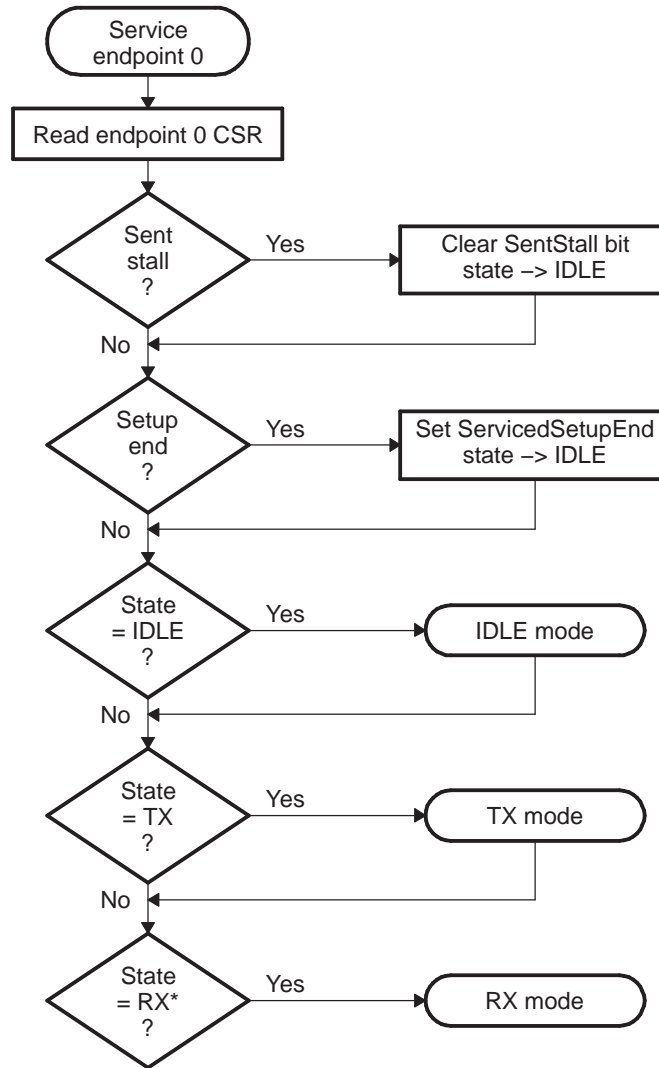 Service
endpoint 0
Read endpoint 0 CSR
Sent
stall
?
Yes
Clear SentStall bit
state –> IDLE
No
Setup
end
?
Yes
Set ServicedSetupEnd
state –> IDLE
No
State
= IDLE
?
Yes
IDLE mode
No
State
= TX
?
Yes
TX mode
No
State
= RX*
?
Yes
RX mode